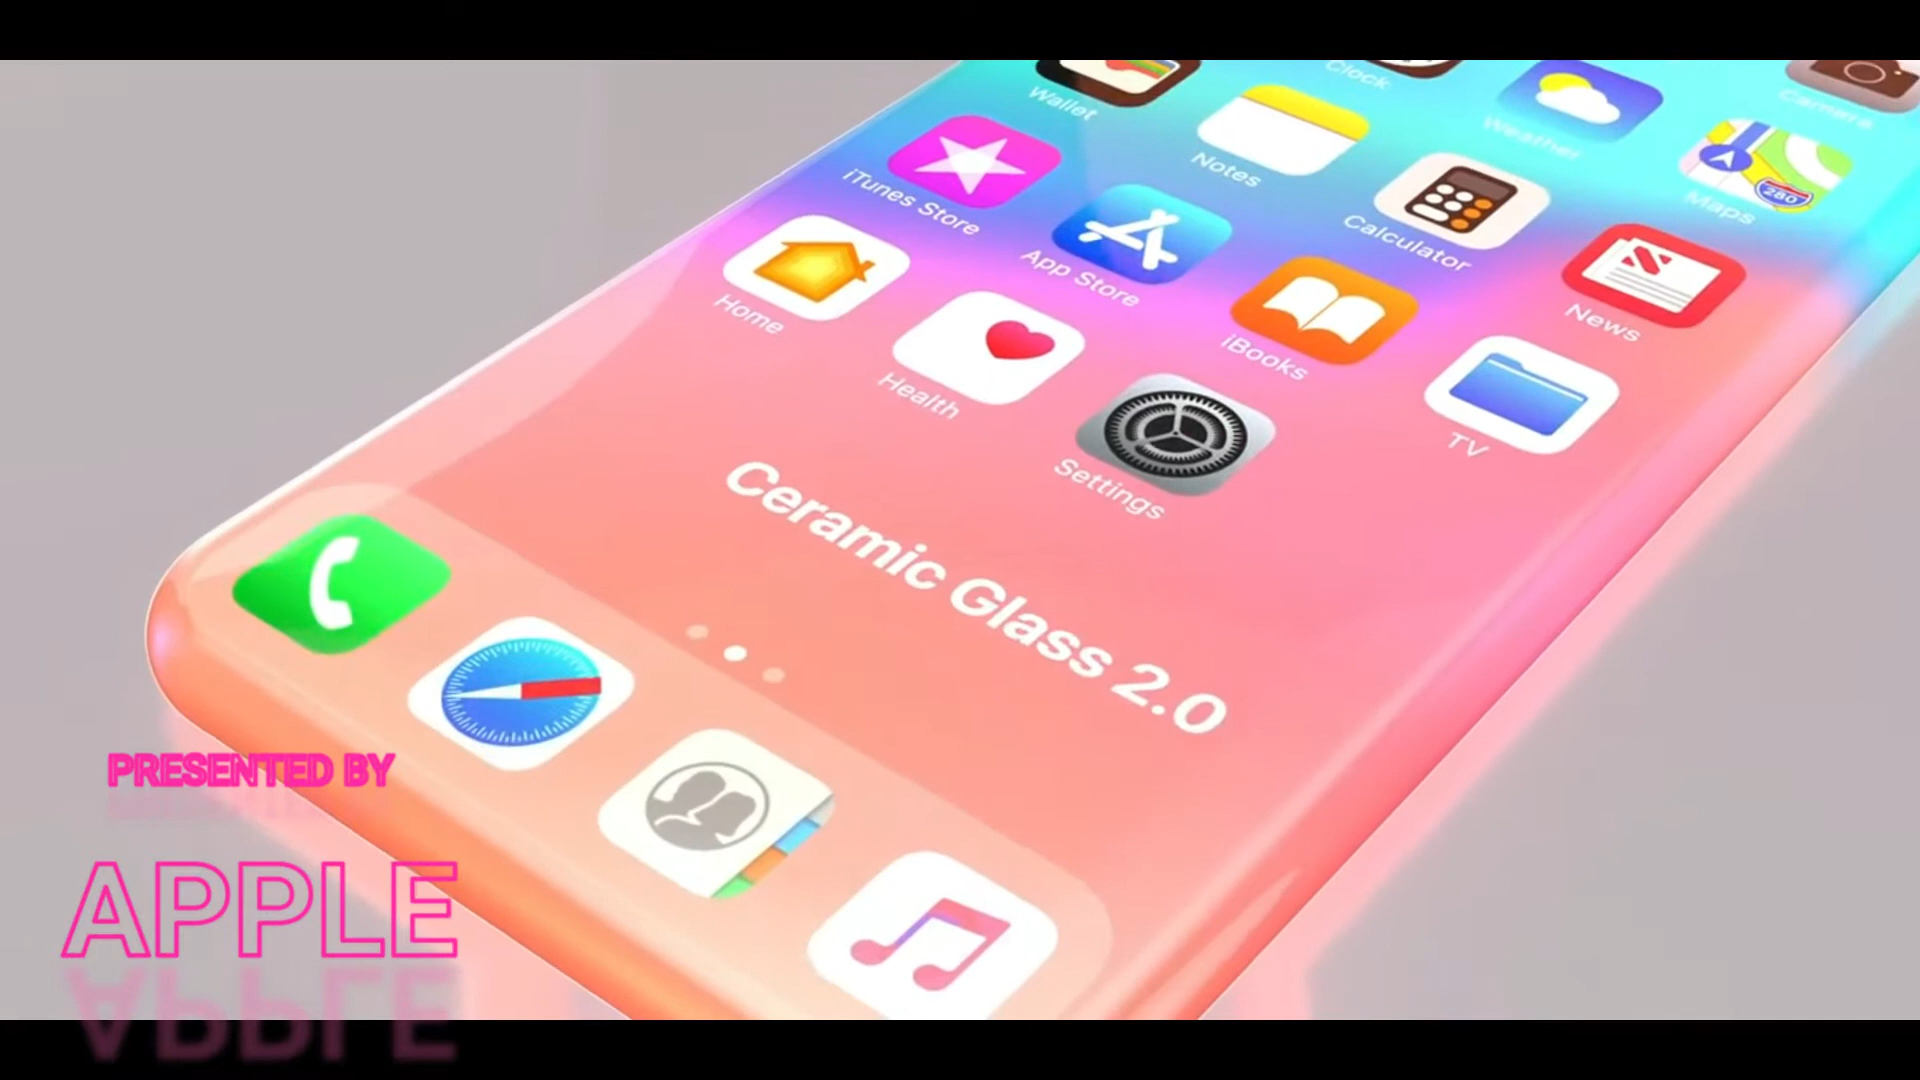 Clock
Camera
Wallet
Weather
Notes
Maps
280
iTunes Store
Calculator
App Store
News
Home
iBooks
Health
TV
Settings
Ceramic Glass 2.0
PRESENTED BY
APPLE